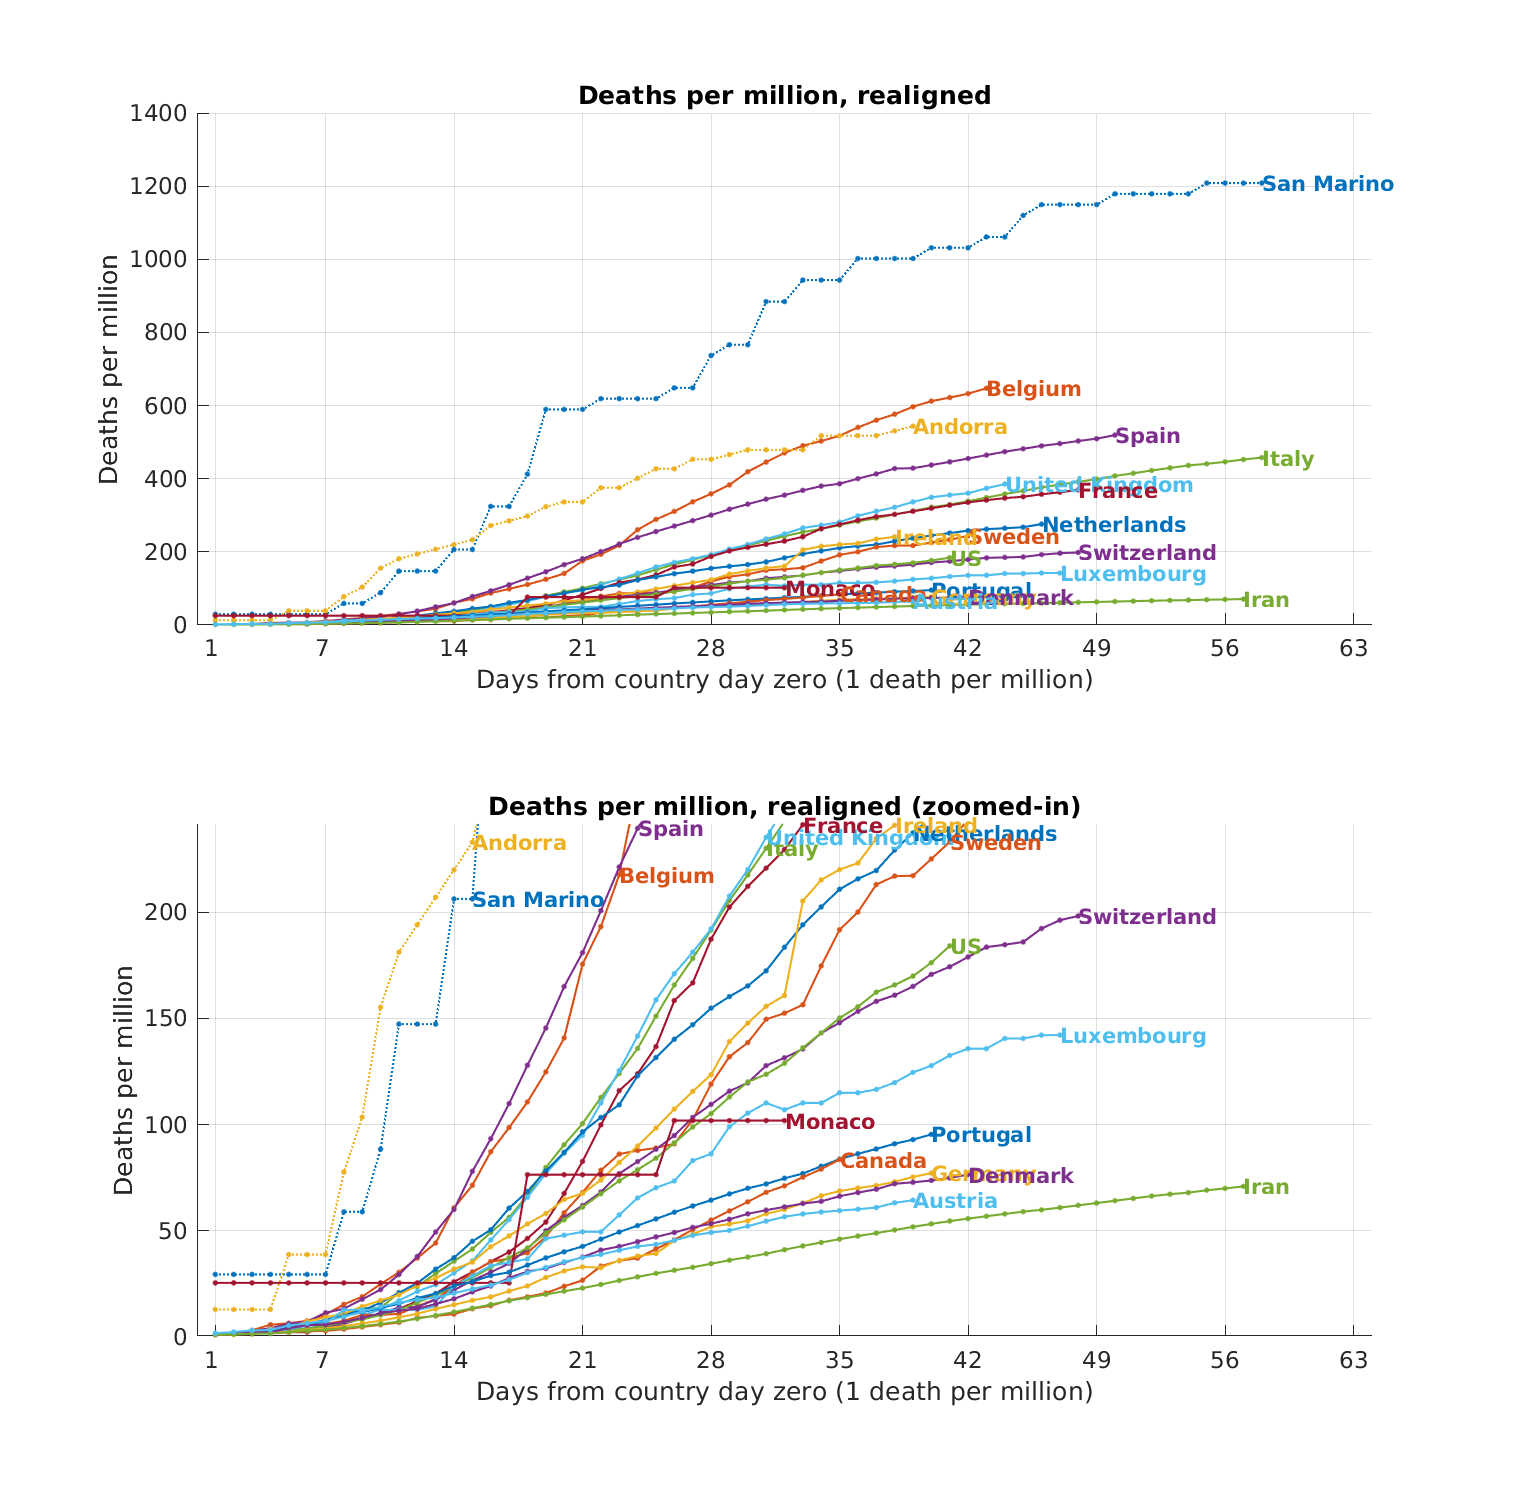 Deaths per million, realigned
1400
1200
1000
800
600
400
200
0
Deaths per million
San Marino
Belgium
Andorra
Spain
Italy
United Kingdom
France
Netherlands
Sweden
Ireland
Switzerland
US
Luxembourg
Monaco
Portugal
Canada
Germany
Denmark
Austria
Iran
1 7 14 21 28 35 42 49 56 63
Days from country day zero (1 death per million)
Deaths per million, realigned (zoomed-in)
200
150
100
50
0
Deaths per million
Spain
France
Ireland
Netherlands
Andorra
United Kingdom
Italy
Sweden
Belgium
San Marino
Switzerland
US
Luxembourg
Monaco
Portugal
Canada
Germany
Denmark
Iran
Austria
1 7 14 21 28 35 42 49 56 63
Days from country day zero (1 death per million)